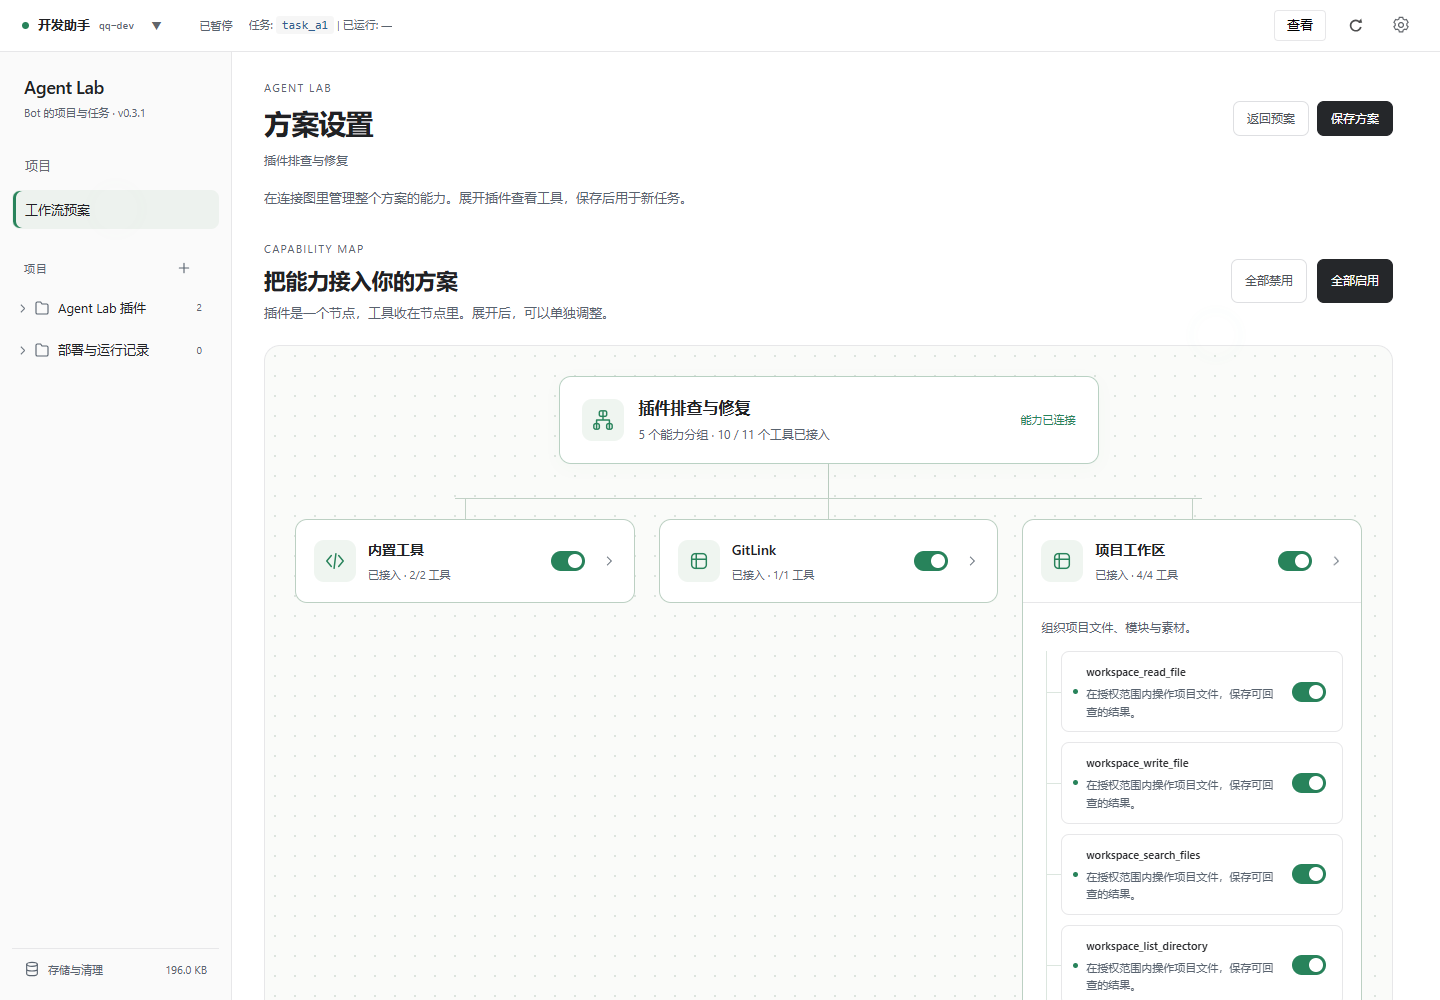 开发助手 qq-dev ▼ 已暂停 任务: task_a1 | 已运行: — 查看
Agent Lab
Bot 的项目与任务 · v0.3.1
项目
工作流预案
项目
Agent Lab 插件 2
部署与运行记录 0
存储与清理 196.0 KB
AGENT LAB
方案设置
插件排查与修复
返回预案 保存方案
在连接图里管理整个方案的能力。展开插件查看工具，保存后用于新任务。
CAPABILITY MAP
把能力接入你的方案
插件是一个节点，工具收在节点里。展开后，可以单独调整。
全部禁用 全部启用
插件排查与修复
5 个能力分组 · 10 / 11 个工具已接入
能力已连接
内置工具
已接入 · 2/2 工具
GitLink
已接入 · 1/1 工具
项目工作区
已接入 · 4/4 工具
组织项目文件、模块与素材。
workspace_read_file
在授权范围内操作项目文件，保存可回
查的结果。
workspace_write_file
在授权范围内操作项目文件，保存可回
查的结果。
workspace_search_files
在授权范围内操作项目文件，保存可回
查的结果。
workspace_list_directory
在授权范围内操作项目文件，保存可回
查的结果。